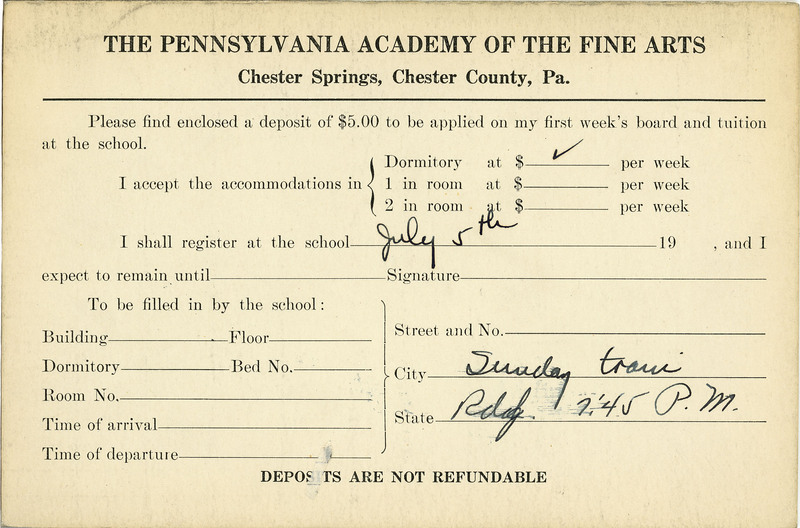 THE PENNSYLVANIA ACADEMY OF THE FINE ARTS
Chester Springs, Chester County, Pa.
Please find enclosed a deposit of $5.00 to be applied on my first week's board and tuition
at the school.
I accept the accommodations in { Dormitory at $ ✓ per week
1 in room at $ per week
2 in room at $ per week
I shall register at the school July 5th 19 , and I
expect to remain until Signature
To be filled in by the school:
Building Floor
Dormitory Bed No.
Room No.
Time of arrival
Time of departure
Street and No.
City Sunday train
State Rdg. 2:45 P.M.
DEPOSITS ARE NOT REFUNDABLE